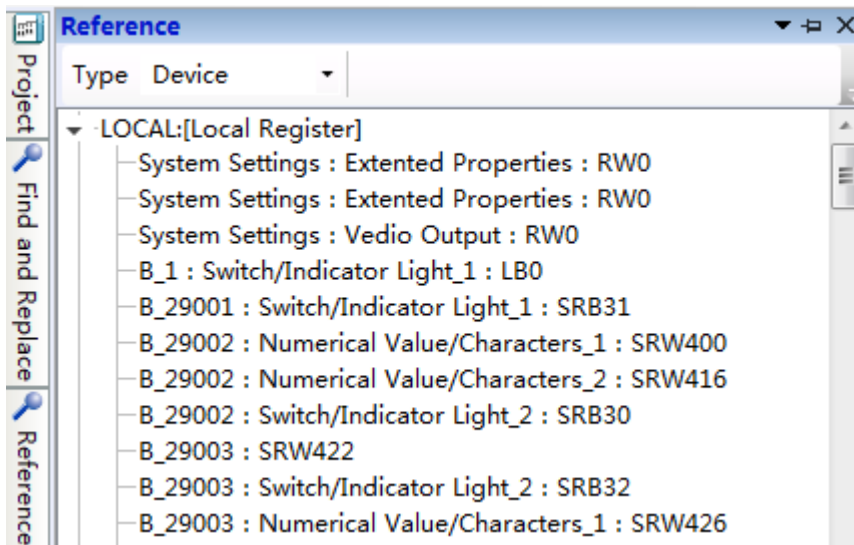 Reference
Type Device
LOCAL:[Local Register]
System Settings : Extented Properties : RW0
System Settings : Extented Properties : RW0
System Settings : Vedio Output : RW0
B_1 : Switch/Indicator Light_1 : LB0
B_29001 : Switch/Indicator Light_1 : SRB31
B_29002 : Numerical Value/Characters_1 : SRW400
B_29002 : Numerical Value/Characters_2 : SRW416
B_29002 : Switch/Indicator Light_2 : SRB30
B_29003 : SRW422
B_29003 : Switch/Indicator Light_2 : SRB32
B_29003 : Numerical Value/Characters_1 : SRW426
Project
Find and Replace
Reference